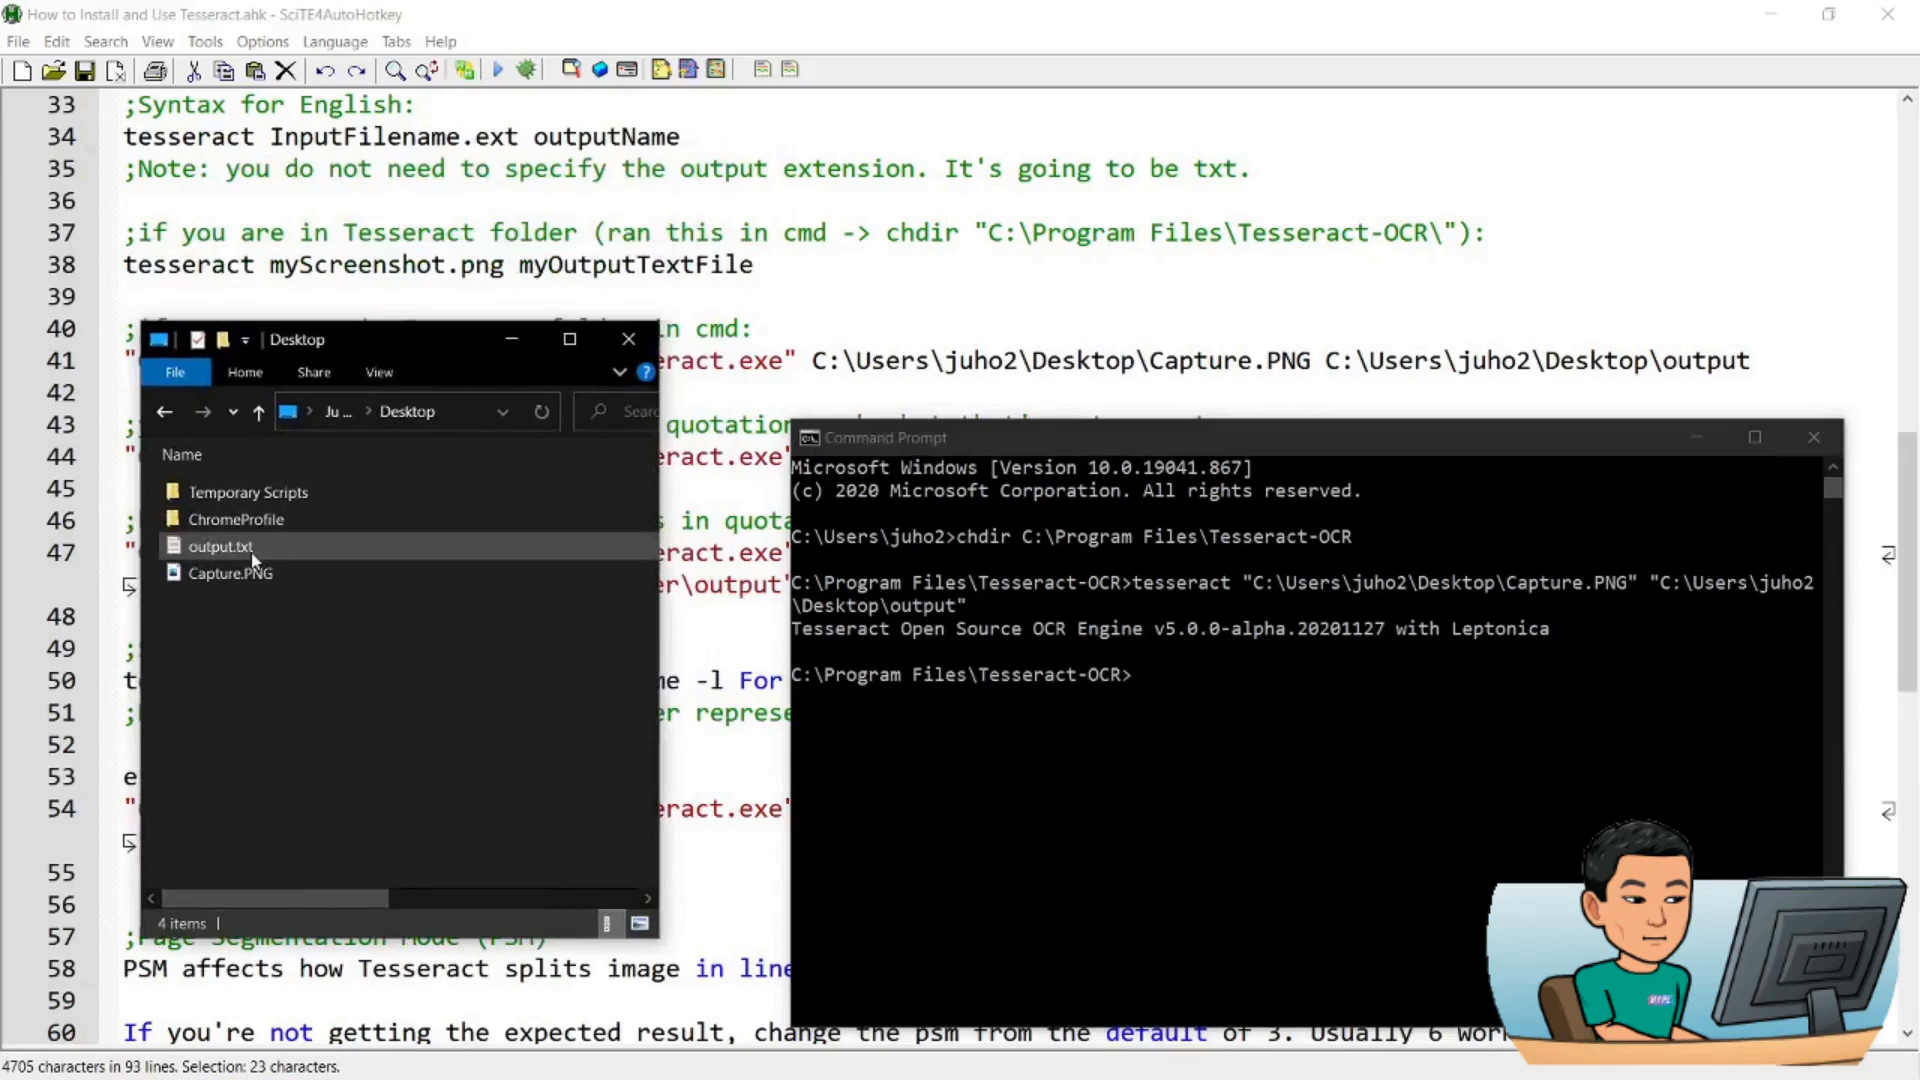 How to Install and Use Tesseract.ahk - SciTE4AutoHotkey
File Edit Search View Tools Options Language Tabs Help
33 ;Syntax for English:
34 tesseract InputFilename.ext outputName
35 ;Note: you do not need to specify the output extension. It's going to be txt.
36
37 ;if you are in Tesseract folder (ran this in cmd -> chdir "C:\Program Files\Tesseract-OCR\"):
38 tesseract myScreenshot.png myOutputTextFile
39
40 ; in cmd:
41 " eract.exe" C:\Users\juho2\Desktop\Capture.PNG C:\Users\juho2\Desktop\output
42
43 ; quotation
44 " eract.exe"
45
46 ; s in quota
47 " eract.exe"
er\output"
48
49 ;
50 t me -l For
51 ; er represe
52
53 e
54 " eract.exe"
55
56
57 ;Page Segmentation Mode (PSM)
58 PSM affects how Tesseract splits image in line
59
60 If you're not getting the expected result, change the psm from the default of 3. Usually 6 wor
4705 characters in 93 lines. Selection: 23 characters.
Desktop
File Home Share View
Ju ... Desktop Sear
Name
Temporary Scripts
ChromeProfile
output.txt
Capture.PNG
4 items
Command Prompt
Microsoft Windows [Version 10.0.19041.867]
(c) 2020 Microsoft Corporation. All rights reserved.
C:\Users\juho2>chdir C:\Program Files\Tesseract-OCR
C:\Program Files\Tesseract-OCR>tesseract "C:\Users\juho2\Desktop\Capture.PNG" "C:\Users\juho2
\Desktop\output"
Tesseract Open Source OCR Engine v5.0.0-alpha.20201127 with Leptonica
C:\Program Files\Tesseract-OCR>